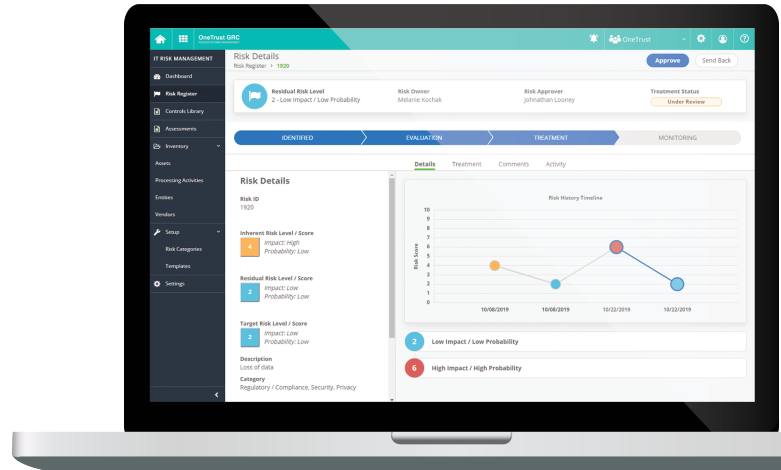 OneTrust GRC
OneTrust
IT RISK MANAGEMENT
Dashboard
Risk Register
Controls Library
Assessments
Inventory
Assets
Processing Activities
Entities
Vendors
Setup
Risk Categories
Templates
Settings
Risk Details
Risk Register > 1920
Approve
Send Back
Residual Risk Level
2 - Low Impact / Low Probability
Risk Owner
Melanie Kochak
Risk Approver
Johnathan Looney
Treatment Status
Under Review
IDENTIFIED
EVALUATION
TREATMENT
MONITORING
Details Treatment Comments Activity
Risk Details
Risk ID
1920
Inherent Risk Level / Score
4
Impact: High
Probability: Low
Residual Risk Level / Score
2
Impact: Low
Probability: Low
Target Risk Level / Score
2
Impact: Low
Probability: Low
Description
Loss of data
Category
Regulatory / Compliance, Security, Privacy
Risk History Timeline
Risk Score
10
9
8
7
6
5
4
3
2
1
0
10/08/2019 10/08/2019 10/22/2019 10/22/2019
2 Low Impact / Low Probability
6 High Impact / High Probability